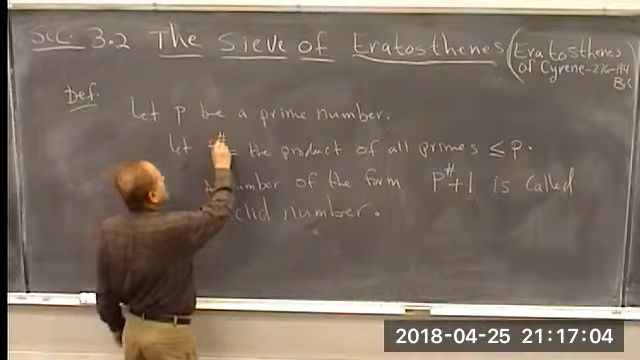 Sec. 3.2 The Sieve of Eratosthenes (Eratosthenes
of Cyrene-276-194
BC
Def.
Let p be a prime number.
Let # = the product of all primes ≤ p.
number of the form P#+1 is called
clid number.
2018-04-25 21:17:04